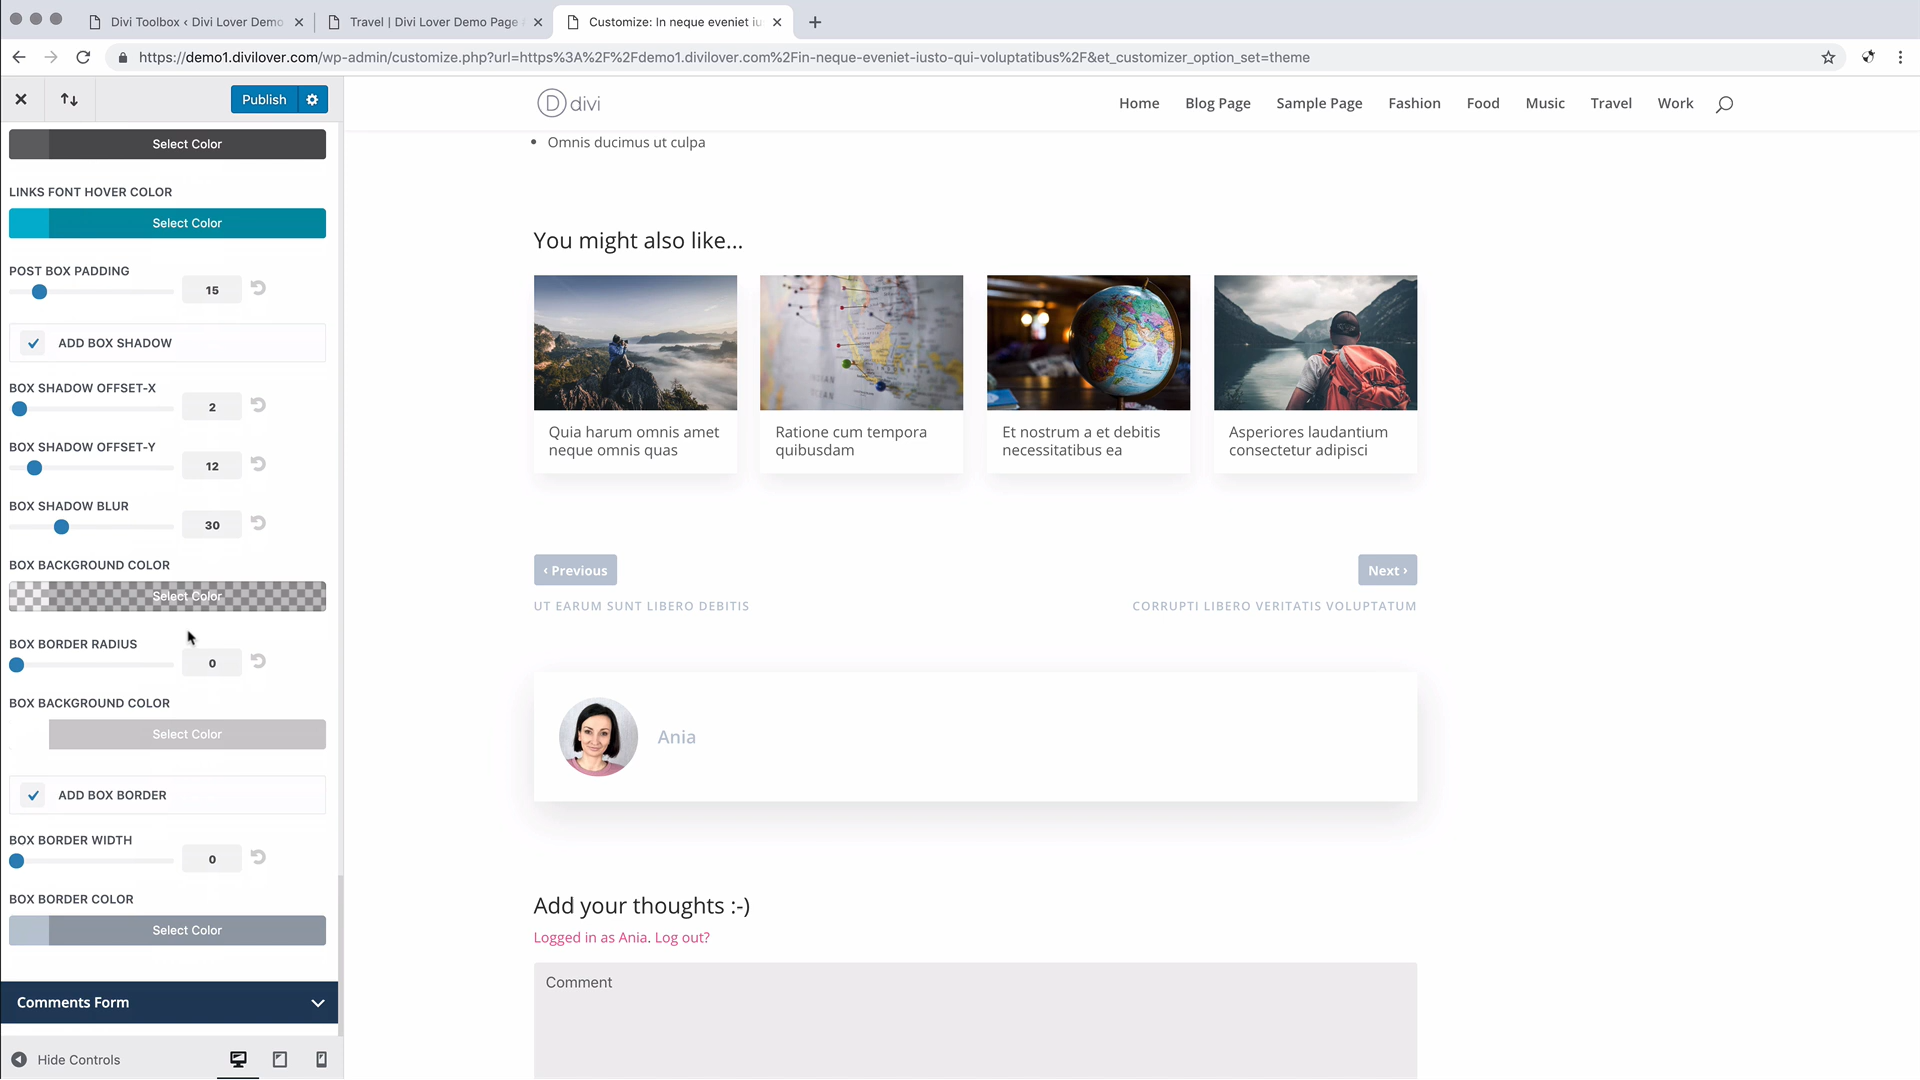 Divi Toolbox ‹ Divi Lover Demo
Travel | Divi Lover Demo Page
Customize: In neque eveniet iu
https://demo1.divilover.com/wp-admin/customize.php?url=https%3A%2F%2Fdemo1.divilover.com%2Fin-neque-eveniet-iusto-qui-voluptatibus%2F&et_customizer_option_set=theme
Publish
D divi
Home Blog Page Sample Page Fashion Food Music Travel Work
Select Color
LINKS FONT HOVER COLOR
Select Color
POST BOX PADDING
15
ADD BOX SHADOW
BOX SHADOW OFFSET-X
2
BOX SHADOW OFFSET-Y
12
BOX SHADOW BLUR
30
BOX BACKGROUND COLOR
Select Color
BOX BORDER RADIUS
0
BOX BACKGROUND COLOR
Select Color
ADD BOX BORDER
BOX BORDER WIDTH
0
BOX BORDER COLOR
Select Color
Comments Form
Hide Controls
Omnis ducimus ut culpa
You might also like...
Quia harum omnis amet
neque omnis quas
Ratione cum tempora
quibusdam
Et nostrum a et debitis
necessitatibus ea
Asperiores laudantium
consectetur adipisci
‹ Previous
Next ›
UT EARUM SUNT LIBERO DEBITIS
CORRUPTI LIBERO VERITATIS VOLUPTATUM
Ania
Add your thoughts :-)
Logged in as Ania. Log out?
Comment